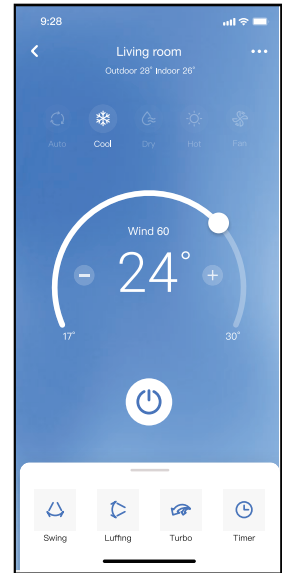 9:28
Living room
Outdoor 28° Indoor 26°
Auto Cool Dry Hot Fan
Wind 60
24°
17° 30°
Swing Luffing Turbo Timer